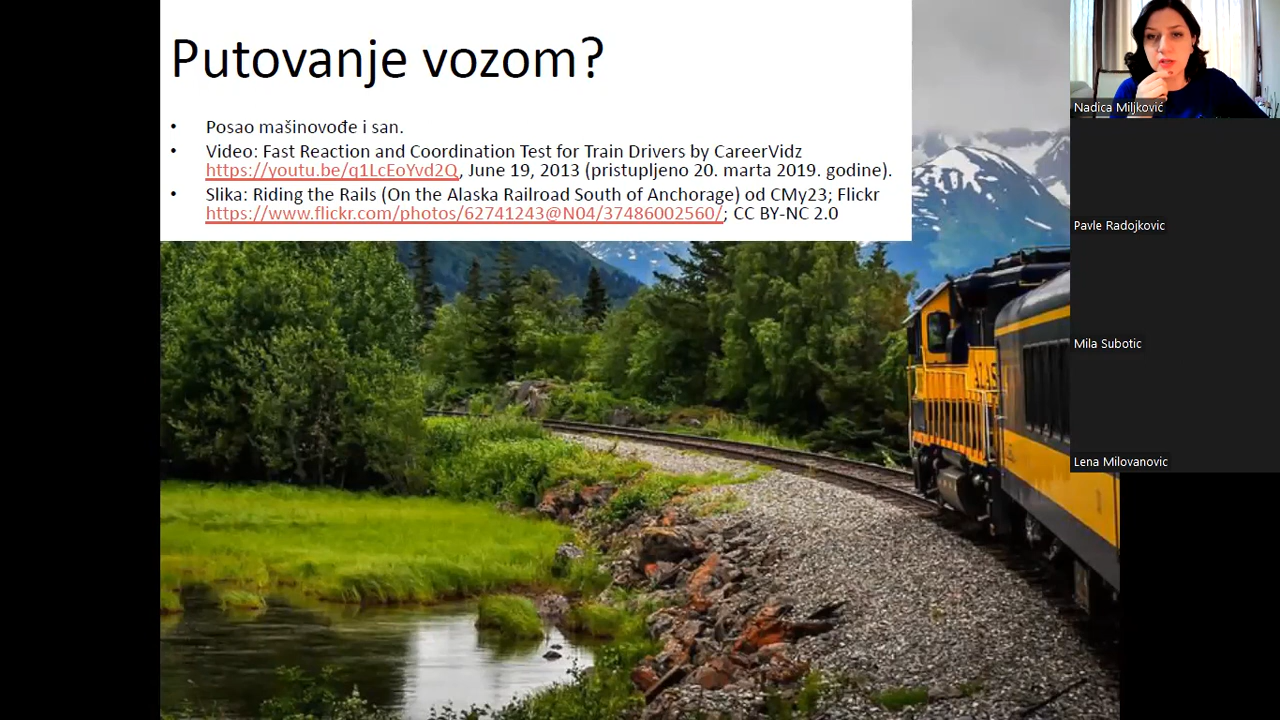 Putovanje vozom?
• Posao mašinovođe i san.
• Video: Fast Reaction and Coordination Test for Train Drivers by CareerVidz
https://youtu.be/q1LcEoYvd2Q, June 19, 2013 (pristupljeno 20. marta 2019. godine).
• Slika: Riding the Rails (On the Alaska Railroad South of Anchorage) od CMy23; Flickr
https://www.flickr.com/photos/62741243@N04/37486002560/; CC BY-NC 2.0
Nadica Miljković
Pavle Radojkovic
Mila Subotic
Lena Milovanovic